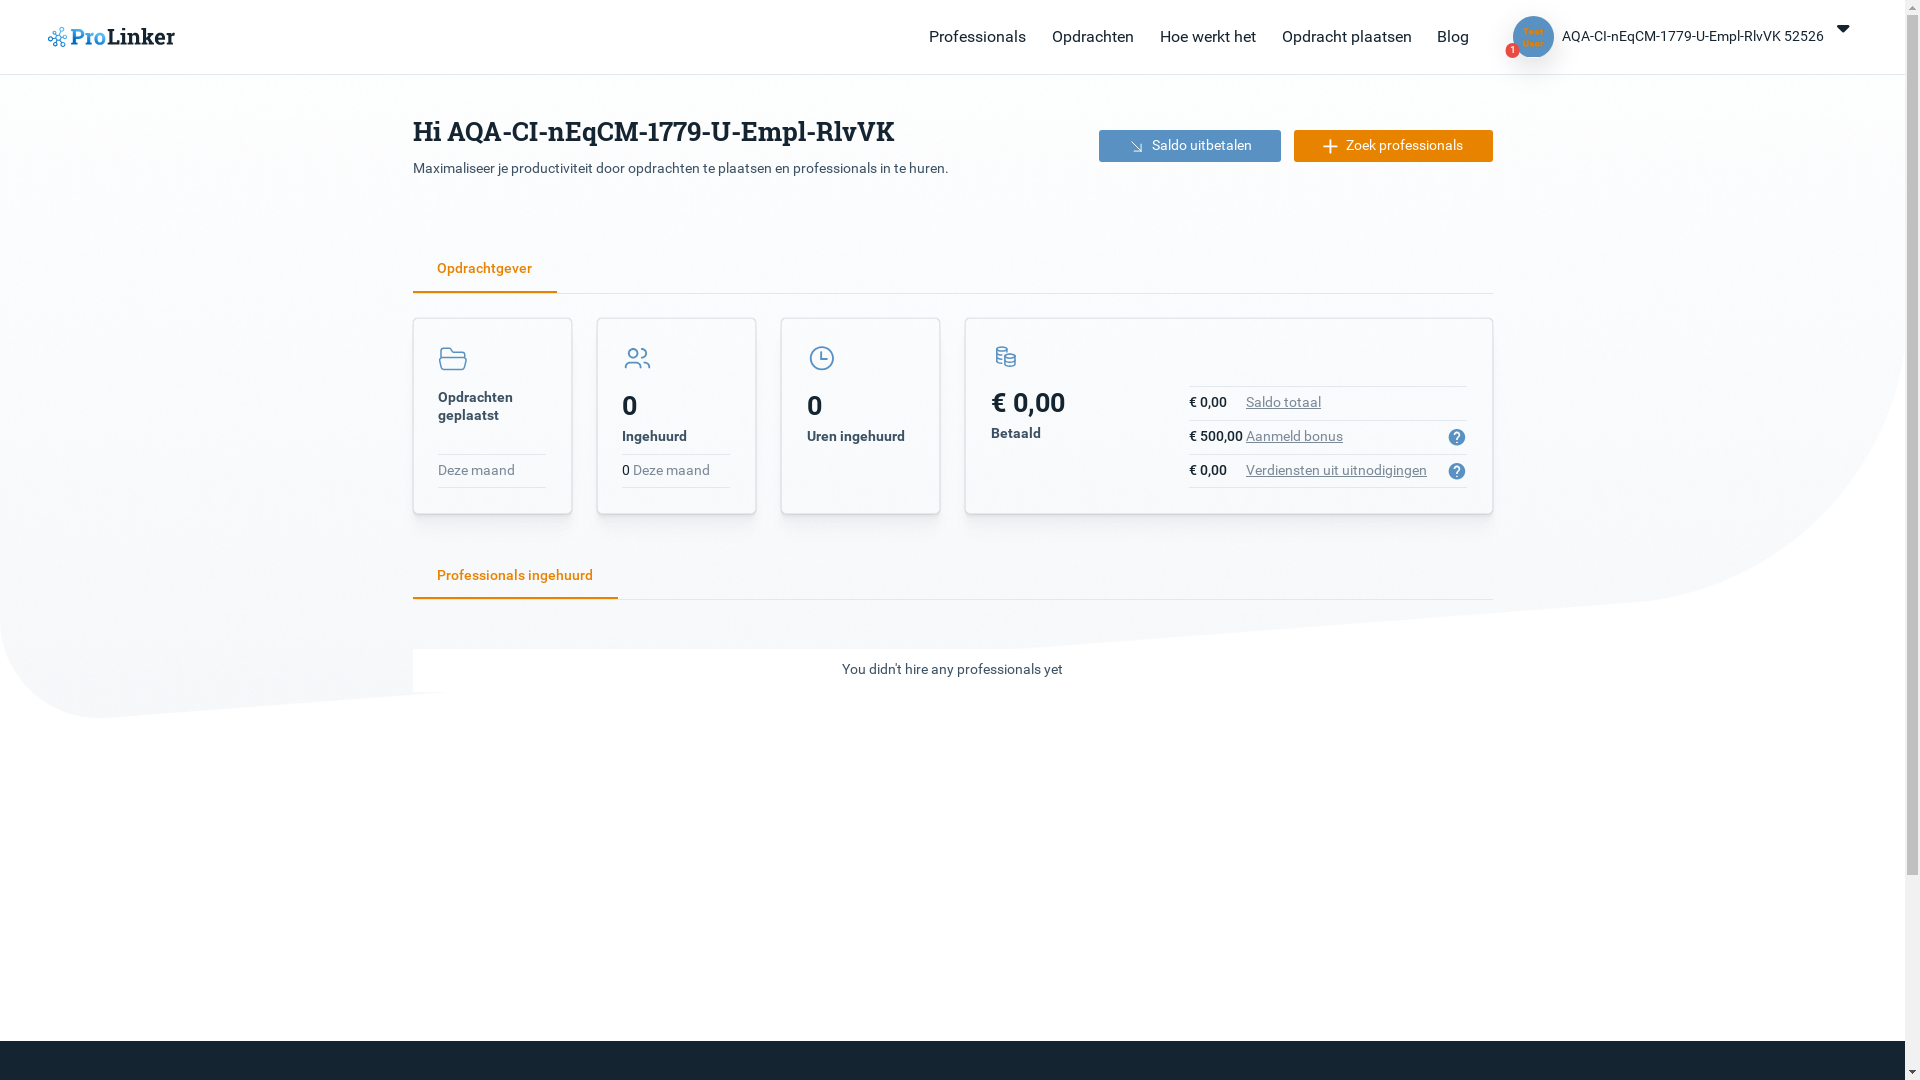 ProLinker
Professionals
Opdrachten
Hoe werkt het
Opdracht plaatsen
Blog
1
AQA-CI-nEqCM-1779-U-Empl-RlvVK 52526
Hi AQA-CI-nEqCM-1779-U-Empl-RlvVK
Maximaliseer je productiviteit door opdrachten te plaatsen en professionals in te huren.
Saldo uitbetalen
Zoek professionals
Opdrachtgever
Opdrachten
geplaatst
Deze maand
0
Ingehuurd
0 Deze maand
0
Uren ingehuurd
€ 0,00
Betaald
€ 0,00 Saldo totaal
€ 500,00 Aanmeld bonus
€ 0,00 Verdiensten uit uitnodigingen
Professionals ingehuurd
You didn't hire any professionals yet